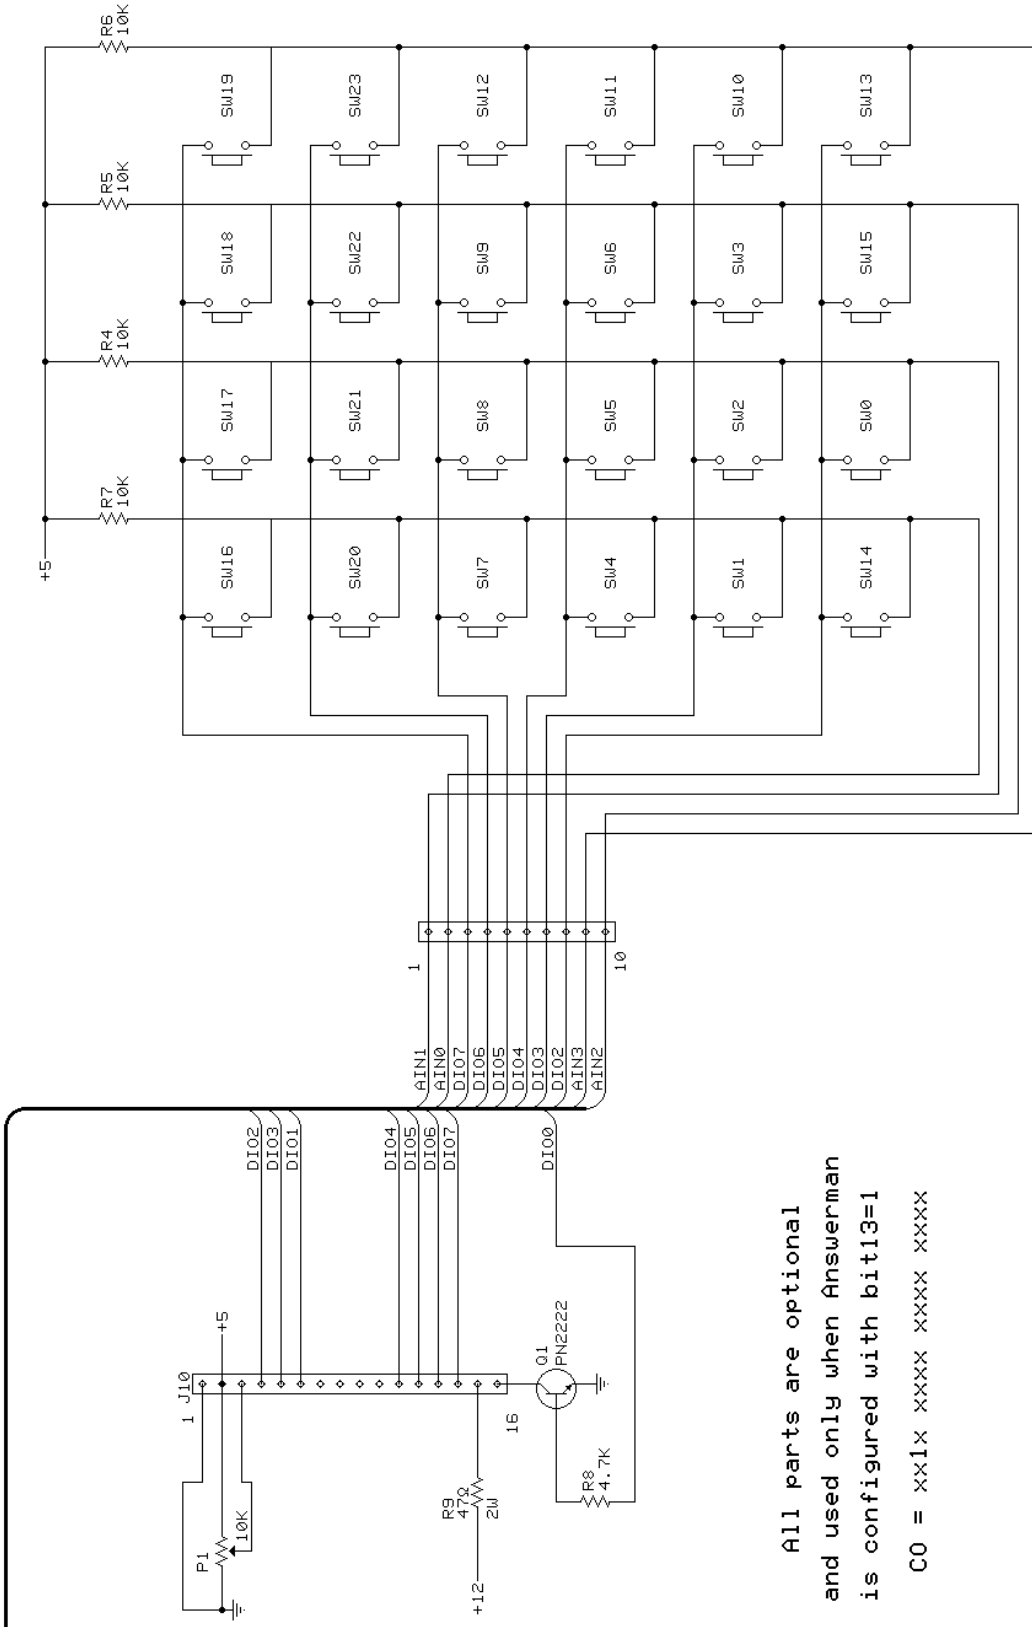 R6
10K
R5
10K
R4
10K
R7
10K
+5
SW19
SW23
SW12
SW11
SW10
SW13
SW18
SW22
SW9
SW6
SW3
SW15
SW17
SW21
SW8
SW5
SW2
SW0
SW16
SW20
SW7
SW4
SW1
SW14
1
10
AIN1
AIN0
DIO7
DIO6
DIO5
DIO4
DIO3
DIO2
AIN3
AIN2
DIO2
DIO3
DIO1
DIO4
DIO5
DIO6
DIO7
DIO0
+5
J10
1
16
Q1
PN2222
R8
4.7K
R9
47Ω
2W
+12
P1
10K
All parts are optional
and used only when Answerman
is configured with bit13=1
CO = xx1x xxxx xxxx xxxx